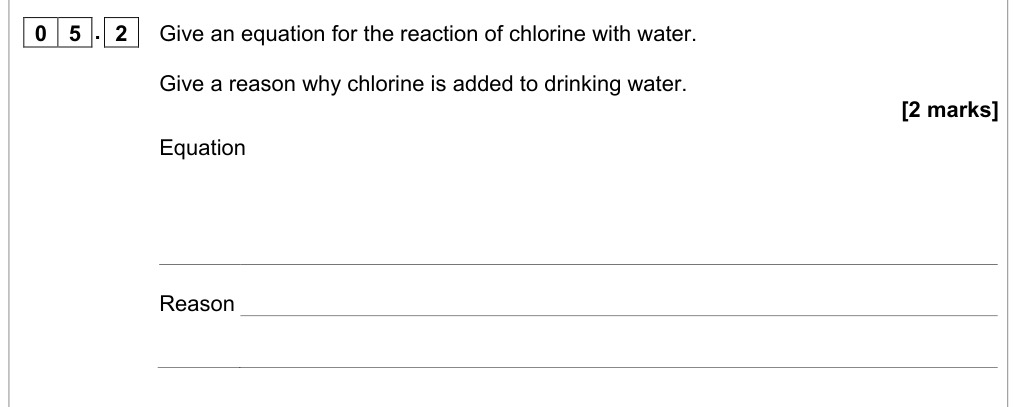 0 5 . 2 Give an equation for the reaction of chlorine with water.
Give a reason why chlorine is added to drinking water.
[2 marks]
Equation
Reason